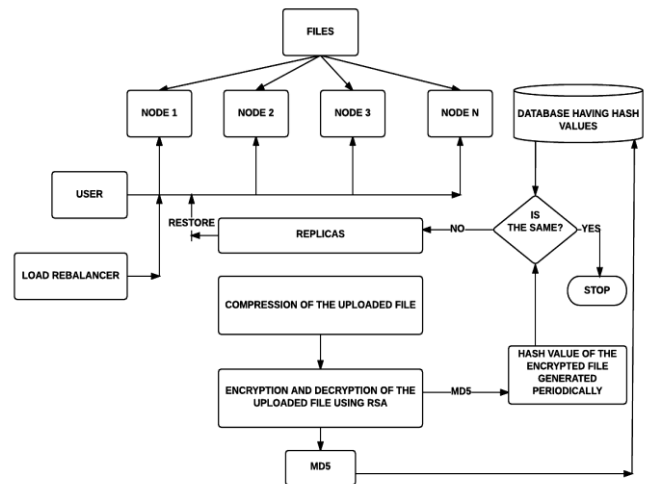 FILES
NODE 1
NODE 2
NODE 3
NODE N
DATABASE HAVING HASH
VALUES
USER
RESTORE
REPLICAS
NO
IS
THE SAME?
YES
LOAD REBALANCER
STOP
COMPRESSION OF THE UPLOADED FILE
ENCRYPTION AND DECRYPTION OF THE
UPLOADED FILE USING RSA
MD5
HASH VALUE OF THE
ENCRYPTED FILE
GENERATED
PERIODICALLY
MD5